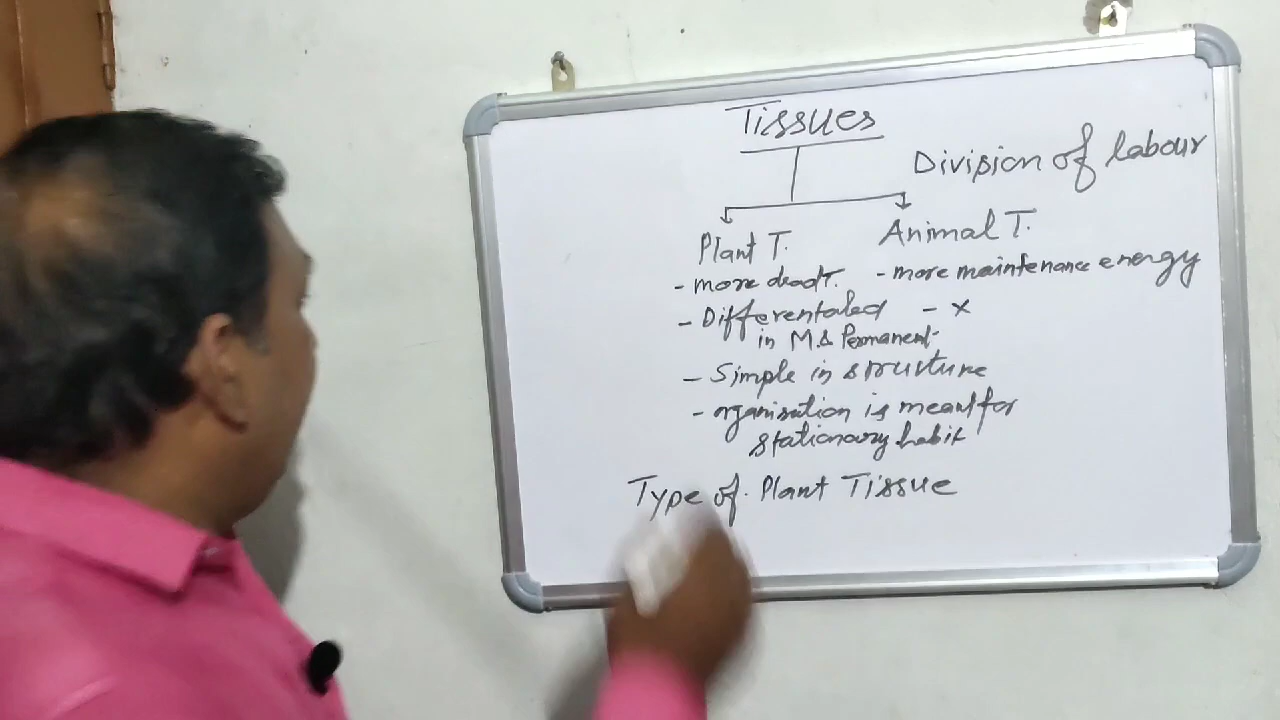 Tissues
Division of labour
Plant T.
Animal T.
- more dead T.
- more maintenance energy
- Differentaled
- x
in M. & Permanent
- Simple in structure
- organisation is meant for
stationary habit
Type of Plant Tissue